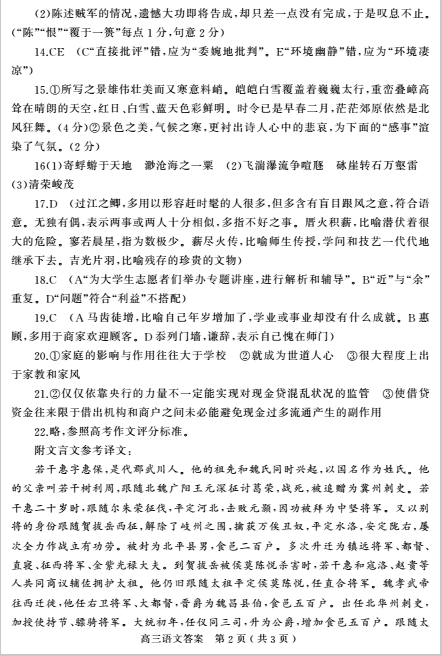 (2)陈述贼军的情况,遗憾大功即将告成,却只差一点没有完成,于是叹息不止。
(“陈”“恨”“覆于一篑”每点1分,句意2分)
14.CE (C“直接批评”错,应为“委婉地批判”。E“环境幽静”错,应为“环境凄
凉”)
15.①所写之景雄伟壮美而又寒意料峭。皑皑白雪覆盖着巍巍太行,重峦叠嶂高
耸在晴朗的天空,红日、白雪、蓝天色彩鲜明。时令已是早春二月,茫茫郊原依然是北
风狂舞。(4分)②景色之美,气候之寒,更衬出诗人心中的悲哀,为下面的“感事”渲
染了气氛。(2分)
16(1)寄蜉蝣于天地 渺沧海之一粟 (2)飞湍瀑流争喧豗 砯崖转石万壑雷
(3)清荣峻茂
17.D (过江之鲫,多用以形容赶时髦的人很多,但多含有盲目跟风之意,符合语
意。无独有偶,表示两事或两人十分相似,多指不好之事。厝火积薪,比喻潜伏着很
大的危险。寥若晨星,指为数极少。薪尽火传,比喻师生传授,学问和技艺一代代地
继承下去。吉光片羽,比喻残存的珍贵的文物)
18.C (A“为大学生志愿者们举办专题讲座,进行解析和辅导”。B“近”与“余”
重复。D“问题”符合“利益”不搭配)
19.C (A马齿徒增,比喻自己年岁增加了,学业或事业却没有什么成就。B惠
顾,多用于商家欢迎顾客。D忝列门墙,谦辞,表示自己愧在师门)
20.①家庭的影响与作用往往大于学校 ②就成为世道人心 ③很大程度上出
于家教和家风
21.②仅仅依靠央行的力量不一定能实现对现金贷混乱状况的监管 ③使借贷
资金往来限于借出机构和商户之间未必能避免现金过多流通产生的副作用
22.略,参照高考作文评分标准。
附文言文参考译文:
若干惠字惠保,是代郡武川人。他的祖先和魏氏同时兴起,以国名作为姓氏。他
的父亲叫若干树利周,跟随北魏广阳王元深征讨葛荣,战死,被追赠为冀州刺史。若
干惠二十岁时,跟随尔朱荣征伐,平定河北,击败元颢,因功被拜为中坚将军。又以别
将的身份跟随贺拔岳西征,解除了岐州之围,擒获万俟丑奴,平定水洛,安定陇右,屡
次全力作战立有功劳。被封为北平县男,食邑二百户。多次升迁为镇远将军、都督、
直寝、征西将军、金紫光禄大夫。到贺拔岳被侯莫陈悦杀害时,若干惠和寇洛、赵贵等
人共同商议辅佐拥护太祖。他仍旧跟随太祖平定侯莫陈悦,任直合将军。魏孝武帝
往西迁徙,他任右卫将军、大都督,晋爵为魏昌县伯,食邑五百户。出任北华州刺史,
加授使持节、骠骑将军。大统初年,任仪同三司,升为公爵,增加食邑五百户。跟随太
高三语文答案 第2页(共3页)